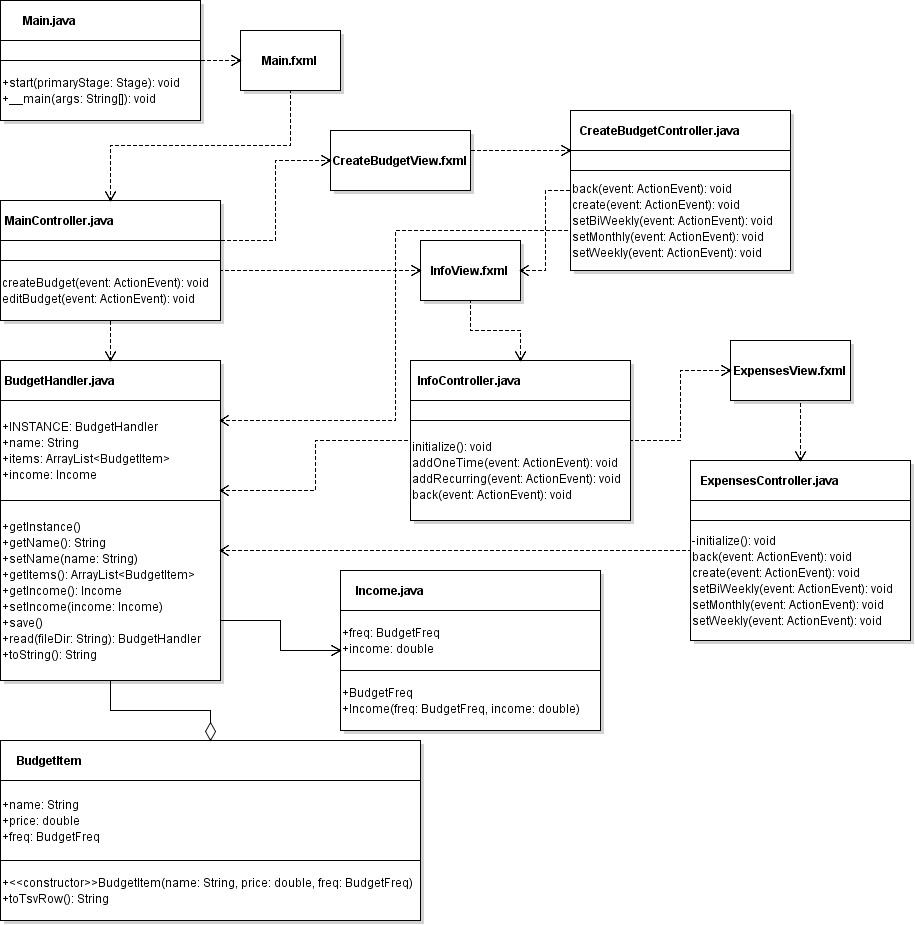 Main.java
+start(primaryStage: Stage): void
+__main(args: String[]): void
Main.fxml
CreateBudgetView.fxml
CreateBudgetController.java
back(event: ActionEvent): void
create(event: ActionEvent): void
setBiWeekly(event: ActionEvent): void
setMonthly(event: ActionEvent): void
setWeekly(event: ActionEvent): void
MainController.java
createBudget(event: ActionEvent): void
editBudget(event: ActionEvent): void
InfoView.fxml
BudgetHandler.java
+INSTANCE: BudgetHandler
+name: String
+items: ArrayList<BudgetItem>
+income: Income
+getInstance()
+getName(): String
+setName(name: String)
+getItems(): ArrayList<BudgetItem>
+getIncome(): Income
+setIncome(income: Income)
+save()
+read(fileDir: String): BudgetHandler
+toString(): String
InfoController.java
initialize(): void
addOneTime(event: ActionEvent): void
addRecurring(event: ActionEvent): void
back(event: ActionEvent): void
ExpensesView.fxml
ExpensesController.java
-initialize(): void
back(event: ActionEvent): void
create(event: ActionEvent): void
setBiWeekly(event: ActionEvent): void
setMonthly(event: ActionEvent): void
setWeekly(event: ActionEvent): void
Income.java
+freq: BudgetFreq
+income: double
+BudgetFreq
+Income(freq: BudgetFreq, income: double)
BudgetItem
+name: String
+price: double
+freq: BudgetFreq
+<<constructor>>BudgetItem(name: String, price: double, freq: BudgetFreq)
+toTsvRow(): String